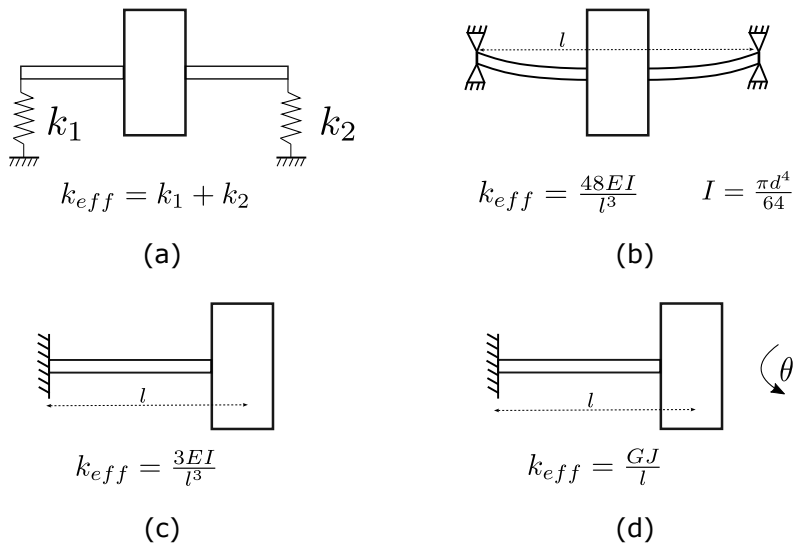 l
k_1
k_2
k_{eff} = k_1 + k_2
k_{eff} = \frac{48EI}{l^3}
I = \frac{\pi d^4}{64}
(a)
(b)
l
l
θ
k_{eff} = \frac{3EI}{l^3}
k_{eff} = \frac{GJ}{l}
(c)
(d)